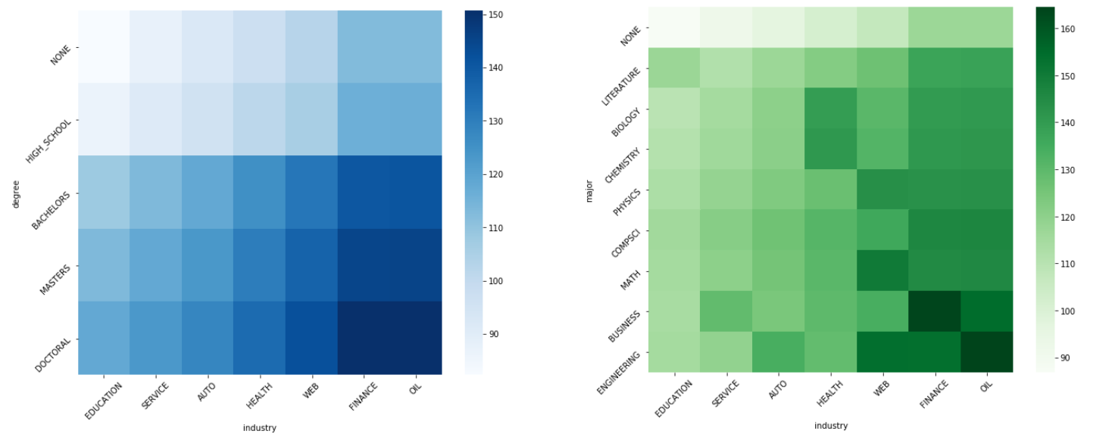 NONE
HIGH_SCHOOL
BACHELORS
MASTERS
DOCTORAL
degree
EDUCATION
SERVICE
AUTO
HEALTH
WEB
FINANCE
OIL
industry
150
140
130
120
110
100
90
NONE
LITERATURE
BIOLOGY
CHEMISTRY
PHYSICS
COMPSCI
MATH
BUSINESS
ENGINEERING
major
EDUCATION
SERVICE
AUTO
HEALTH
WEB
FINANCE
OIL
industry
160
150
140
130
120
110
100
90